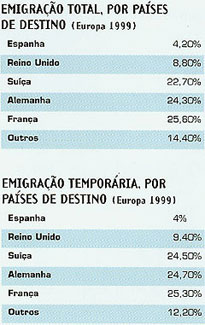 EMIGRAÇÃO TOTAL, POR PAÍSES
DE DESTINO (Europa 1999)
Espanha 4,20%
Reino Unido 8,80%
Suíça 22,70%
Alemanha 24,30%
França 25,60%
Outros 14,40%
EMIGRAÇÃO TEMPORÁRIA, POR
PAÍSES DE DESTINO (Europa 1999)
Espanha 4%
Reino Unido 9,40%
Suíça 24,50%
Alemanha 24,70%
França 25,30%
Outros 12,20%